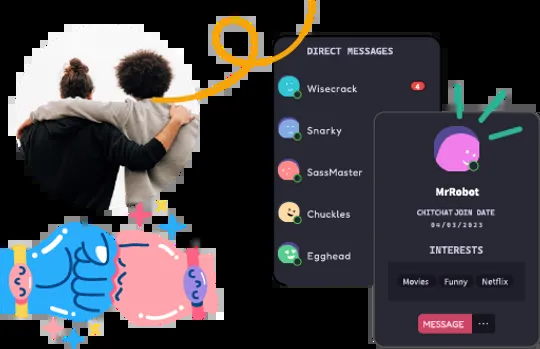 DIRECT MESSAGES
Wisecrack
4
Snarky
SassMaster
Chuckles
Egghead
MrRobot
CHITCHAT JOIN DATE
04/03/2023
INTERESTS
Movies Funny Netflix
MESSAGE ...